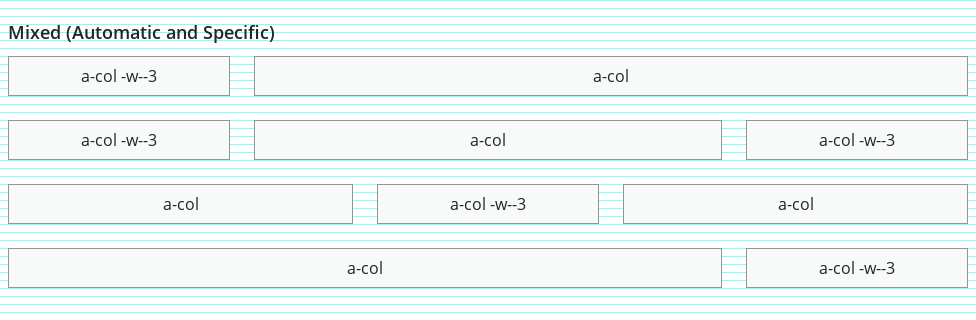 Mixed (Automatic and Specific)
a-col -w--3 a-col
a-col -w--3 a-col a-col -w--3
a-col a-col -w--3 a-col
a-col a-col -w--3